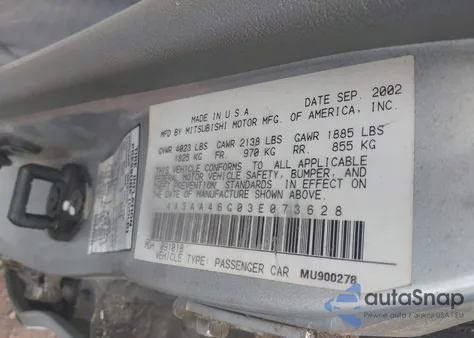 MADE IN U.S.A.
DATE SEP. 2002
MFD BY MITSUBISHI MOTOR MFG. OF AMERICA, INC.
GVWR 4023 LBS GAWR 2138 LBS GAWR 1885 LBS
1825 KG FR. 970 KG RR. 855 KG
THIS VEHICLE CONFORMS TO ALL APPLICABLE
FEDERAL MOTOR VEHICLE SAFETY, BUMPER, AND
THEFT PREVENTION STANDARDS IN EFFECT ON
THE DATE OF MANUFACTURE SHOWN ABOVE.
4A3AA46G03E073628
091010
VEHICLE TYPE: PASSENGER CAR MU900278
autoSnap